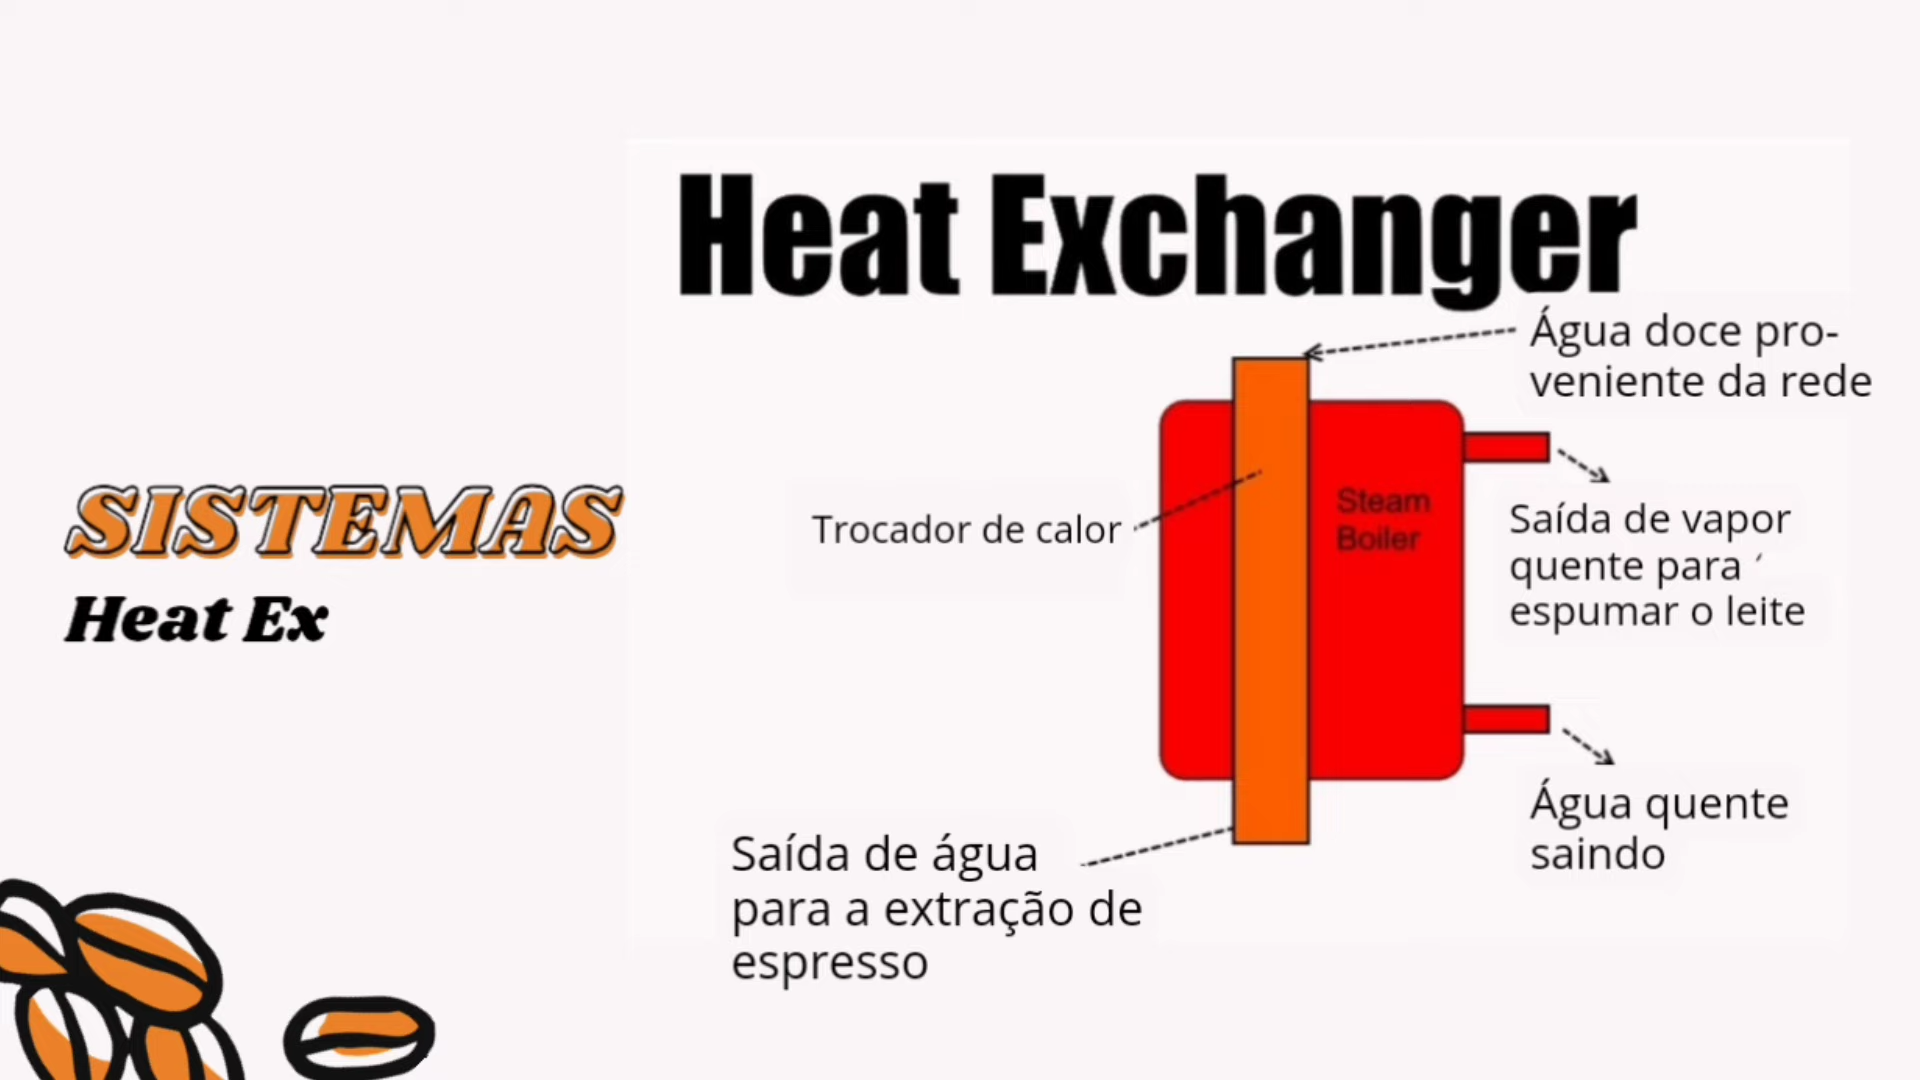 Heat Exchanger
Água doce pro-
veniente da rede
SISTEMAS
Heat Ex
Trocador de calor
Steam
Boiler
Saída de vapor
quente para
espumar o leite
Água quente
saindo
Saída de água
para a extração de
espresso